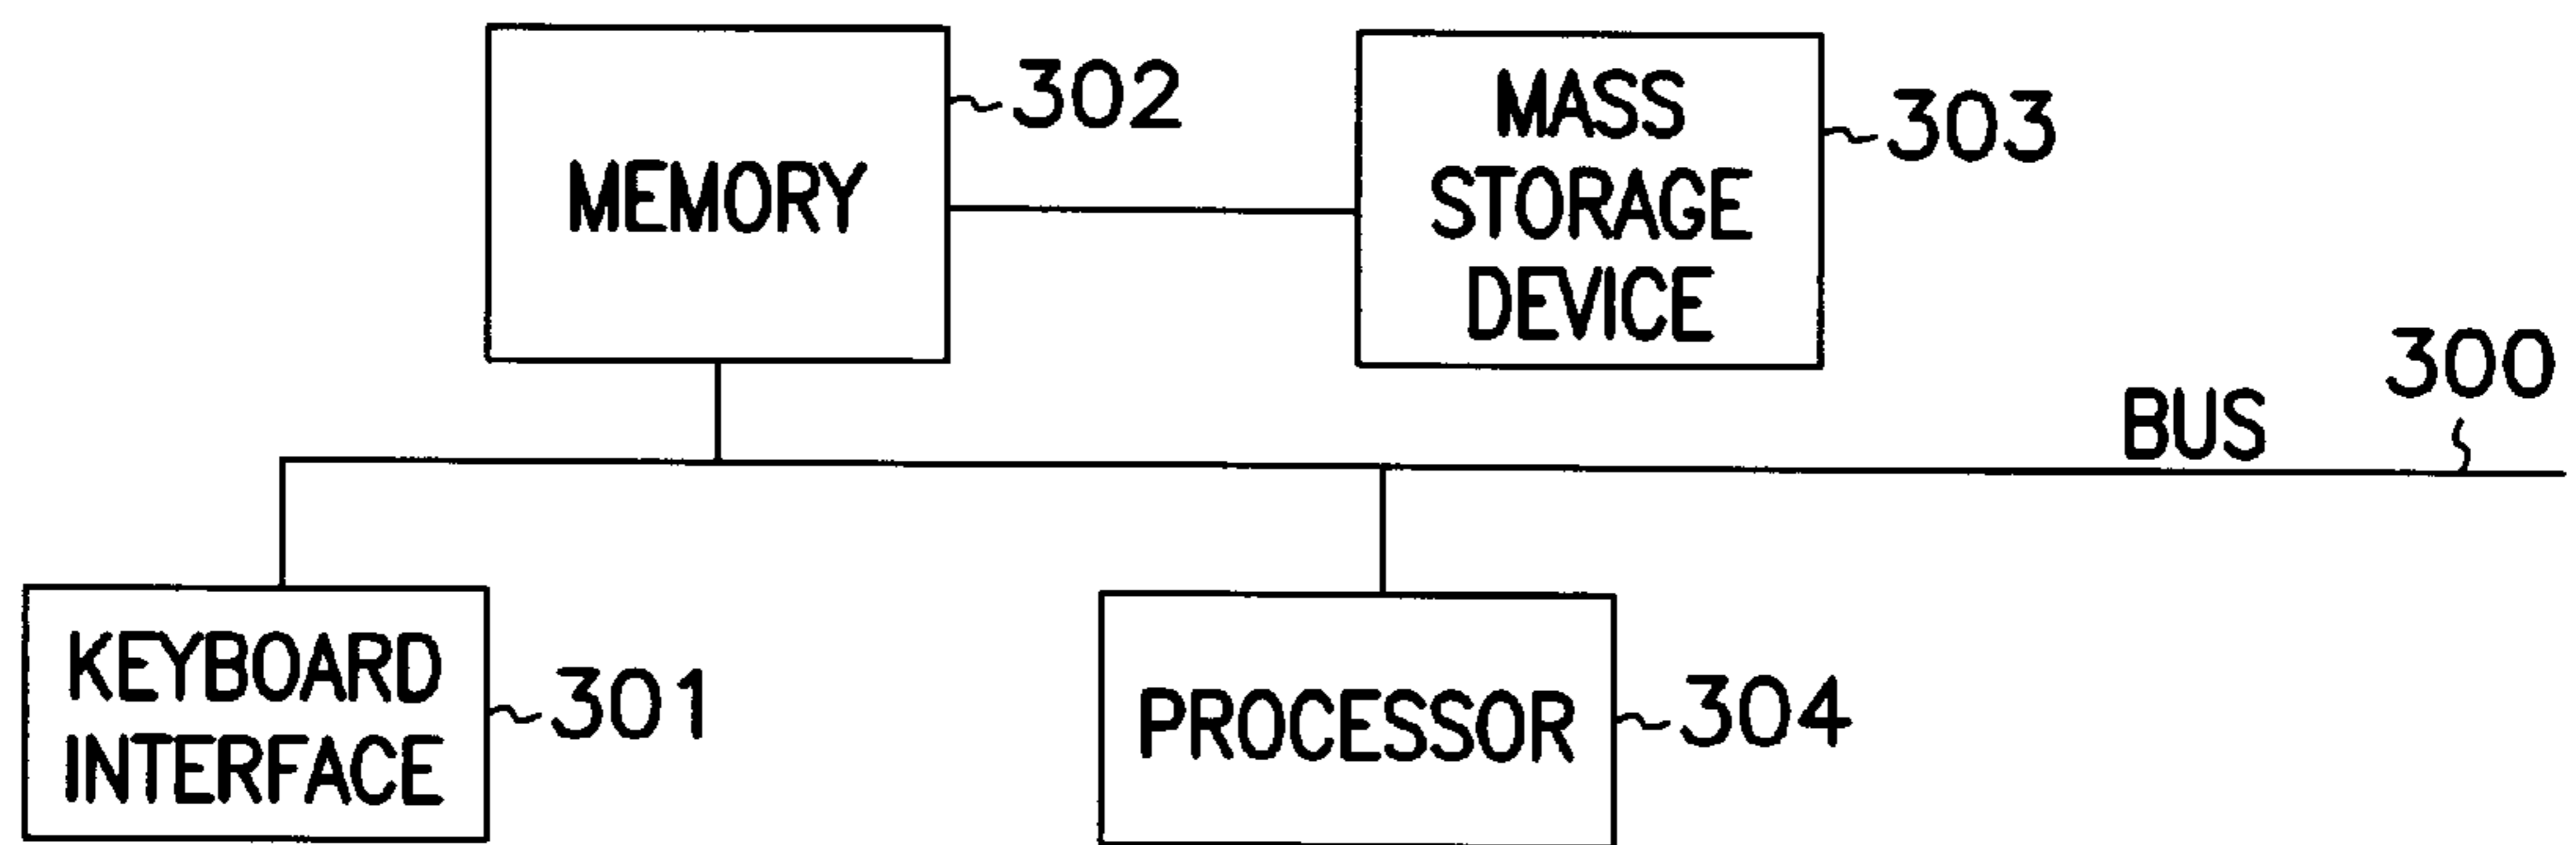 302
MEMORY
MASS
STORAGE
DEVICE
303
300
BUS
KEYBOARD
INTERFACE
301
PROCESSOR
304